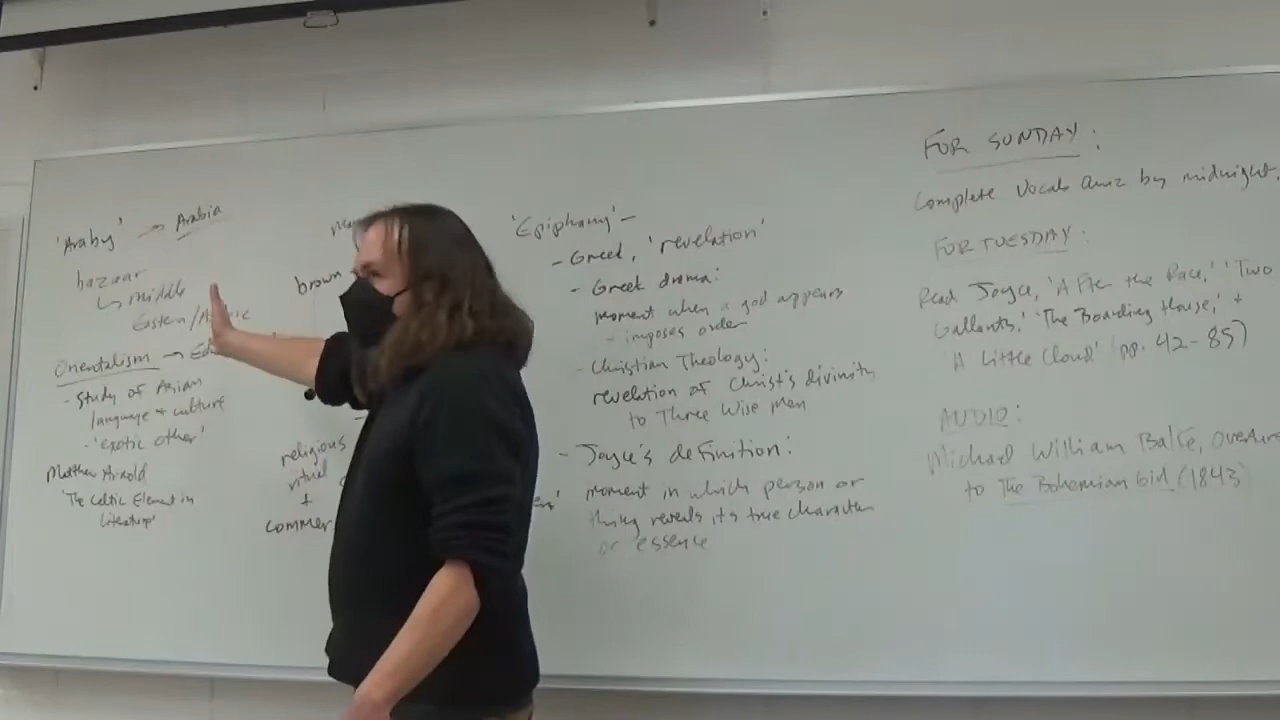 'Araby' → Arabia
bazaar
↳ middle
Eastern/
Orientalism →
- study of Asian
language + culture
- 'exotic other'
Matthew Arnold
'The Celtic Element in
Literature'
brown
religious
ritual
+
commer
'Epiphany' -
- Greek, 'revelation'
- Greek drama:
moment when a god appears
- imposes order
- Christian Theology:
revelation of Christ's divinity
to Three Wise Men
- Joyce's definition:
moment in which person or
thing reveals its true character
or essence
FOR SUNDAY:
Complete Vocab Quiz by midnight.
FOR TUESDAY:
Read Joyce, 'After the Race,' 'Two
Gallants,' 'The Boarding House,' +
'A Little Cloud' (pp. 42-85)
AUDIO:
Michael William Balfe, Overture
to The Bohemian Girl (1843)